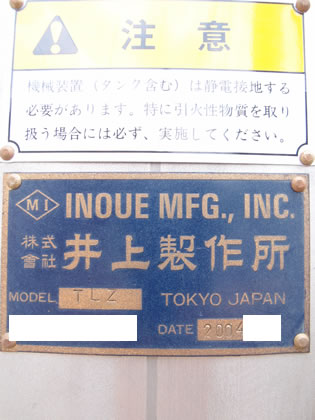 注意
機械装置（タンク含む）は静電接地する
必要があります。特に引火性物質を取り
扱う場合には必ず、実施してください。
MI INOUE MFG., INC.
株式會社 井上製作所
MODEL TLZ TOKYO JAPAN
DATE 2004